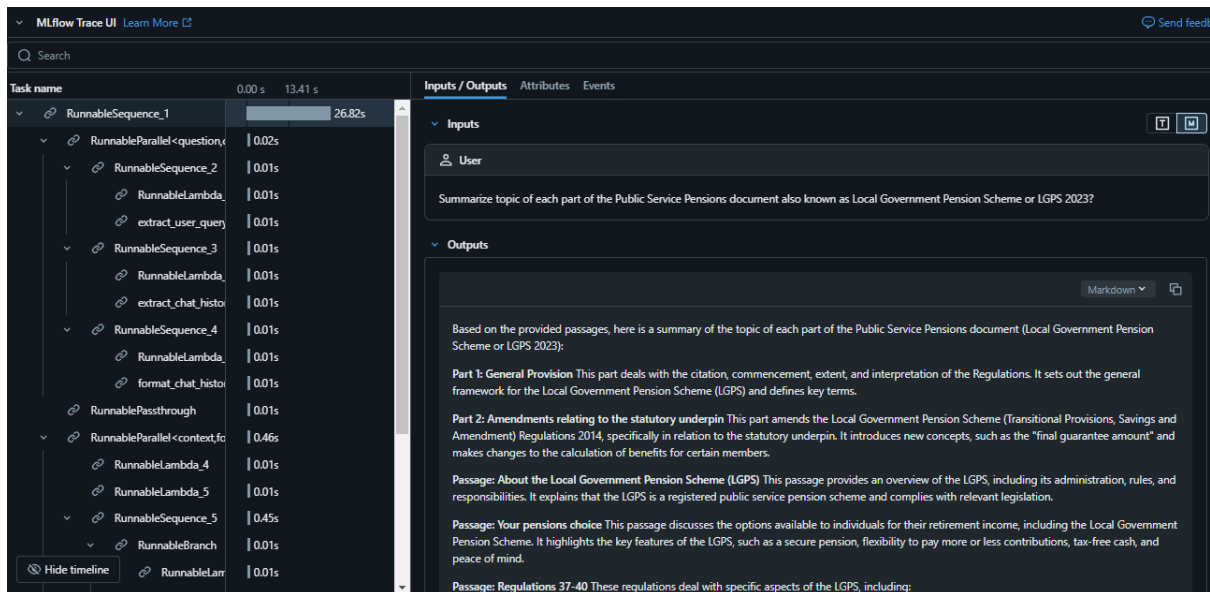 MLflow Trace UI Learn More Send feedb
Search
Task name 0.00 s 13.41 s
RunnableSequence_1 26.82s
RunnableParallel<question,c 0.02s
RunnableSequence_2 0.01s
RunnableLambda_ 0.01s
extract_user_query 0.01s
RunnableSequence_3 0.01s
RunnableLambda_ 0.01s
extract_chat_histo 0.01s
RunnableSequence_4 0.01s
RunnableLambda_ 0.01s
format_chat_histo 0.01s
RunnablePassthrough 0.01s
RunnableParallel<context,fo 0.46s
RunnableLambda_4 0.01s
RunnableLambda_5 0.01s
RunnableSequence_5 0.45s
RunnableBranch 0.01s
Hide timeline RunnableLam 0.01s
Inputs / Outputs Attributes Events
Inputs T M
User
Summarize topic of each part of the Public Service Pensions document also known as Local Government Pension Scheme or LGPS 2023?
Outputs
Markdown
Based on the provided passages, here is a summary of the topic of each part of the Public Service Pensions document (Local Government Pension
Scheme or LGPS 2023):
Part 1: General Provision This part deals with the citation, commencement, extent, and interpretation of the Regulations. It sets out the general
framework for the Local Government Pension Scheme (LGPS) and defines key terms.
Part 2: Amendments relating to the statutory underpin This part amends the Local Government Pension Scheme (Transitional Provisions, Savings and
Amendment) Regulations 2014, specifically in relation to the statutory underpin. It introduces new concepts, such as the "final guarantee amount" and
makes changes to the calculation of benefits for certain members.
Passage: About the Local Government Pension Scheme (LGPS) This passage provides an overview of the LGPS, including its administration, rules, and
responsibilities. It explains that the LGPS is a registered public service pension scheme and complies with relevant legislation.
Passage: Your pensions choice This passage discusses the options available to individuals for their retirement income, including the Local Government
Pension Scheme. It highlights the key features of the LGPS, such as a secure pension, flexibility to pay more or less contributions, tax-free cash, and
peace of mind.
Passage: Regulations 37-40 These regulations deal with specific aspects of the LGPS, including: